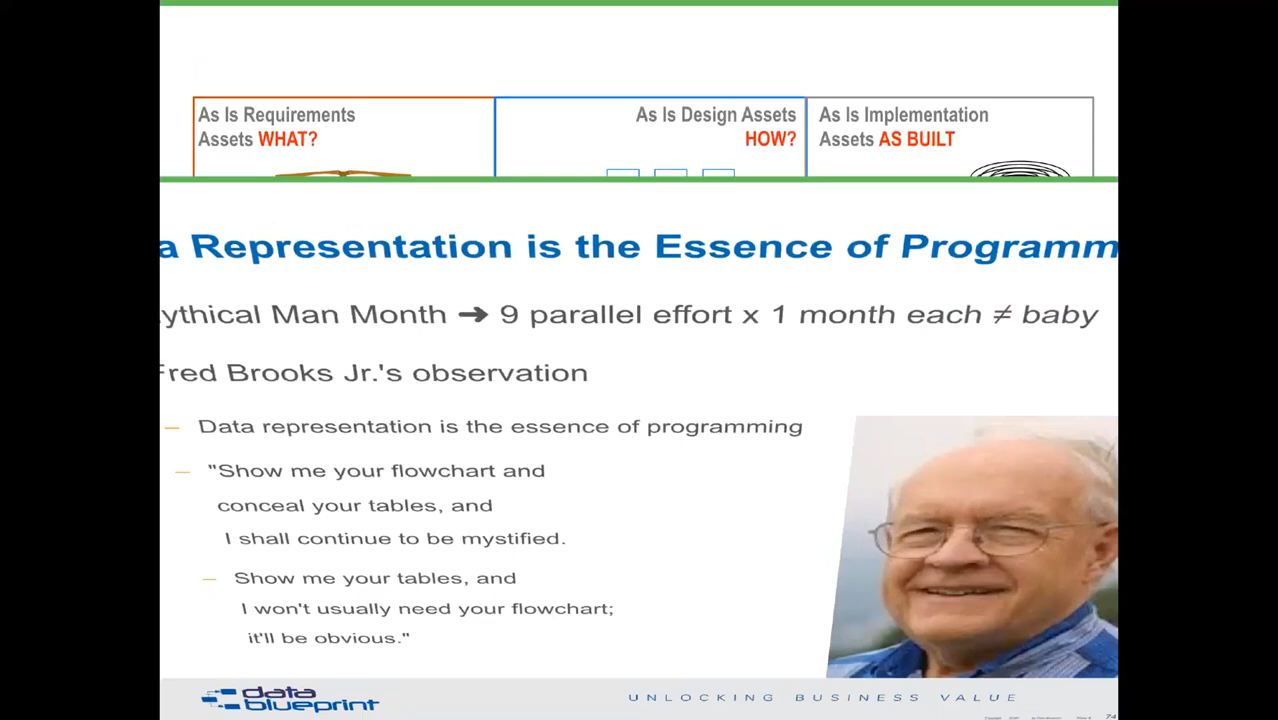 As Is Requirements
Assets WHAT?
As Is Design Assets
HOW?
As Is Implementation
Assets AS BUILT
a Representation is the Essence of Programm
ythical Man Month ➜ 9 parallel effort x 1 month each ≠ baby
Fred Brooks Jr.'s observation
– Data representation is the essence of programming
– "Show me your flowchart and
conceal your tables, and
I shall continue to be mystified.
– Show me your tables, and
I won't usually need your flowchart;
it'll be obvious."
data
blueprint
UNLOCKING BUSINESS VALUE
74